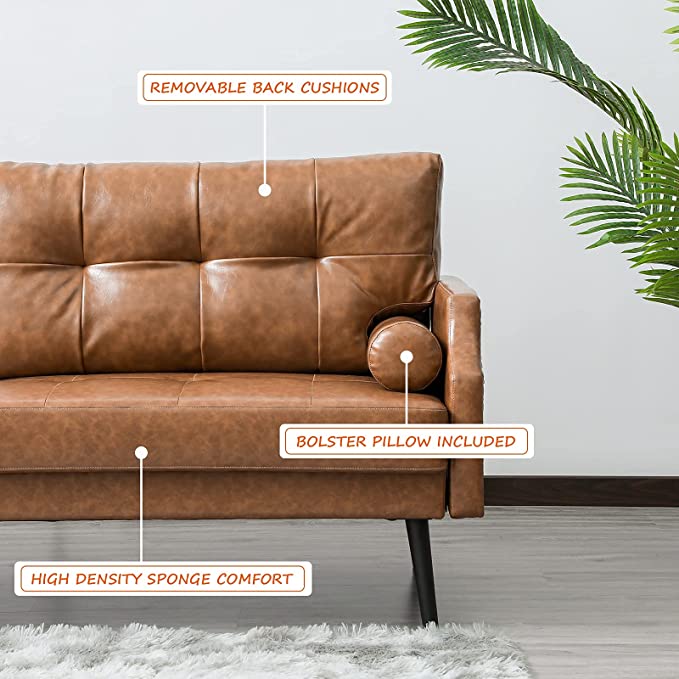 REMOVABLE BACK CUSHIONS
BOLSTER PILLOW INCLUDED
HIGH DENSITY SPONGE COMFORT